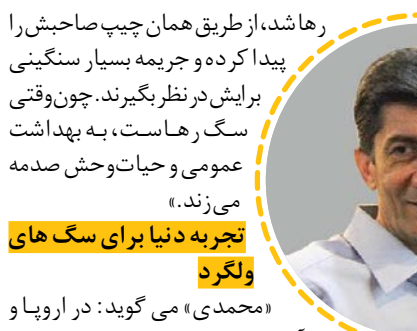 رها شد، از طریق همان چیپ صاحبش را
پیدا کرده و جریمه بسیار سنگینی
برایش در نظر بگیرند. چون وقتی
سگ رهاست، به بهداشت
عمومی و حیات وحش صدمه
می زند.»
تجربه دنیا برای سگ های
ولگرد
«محمدی» می گوید: در اروپا و